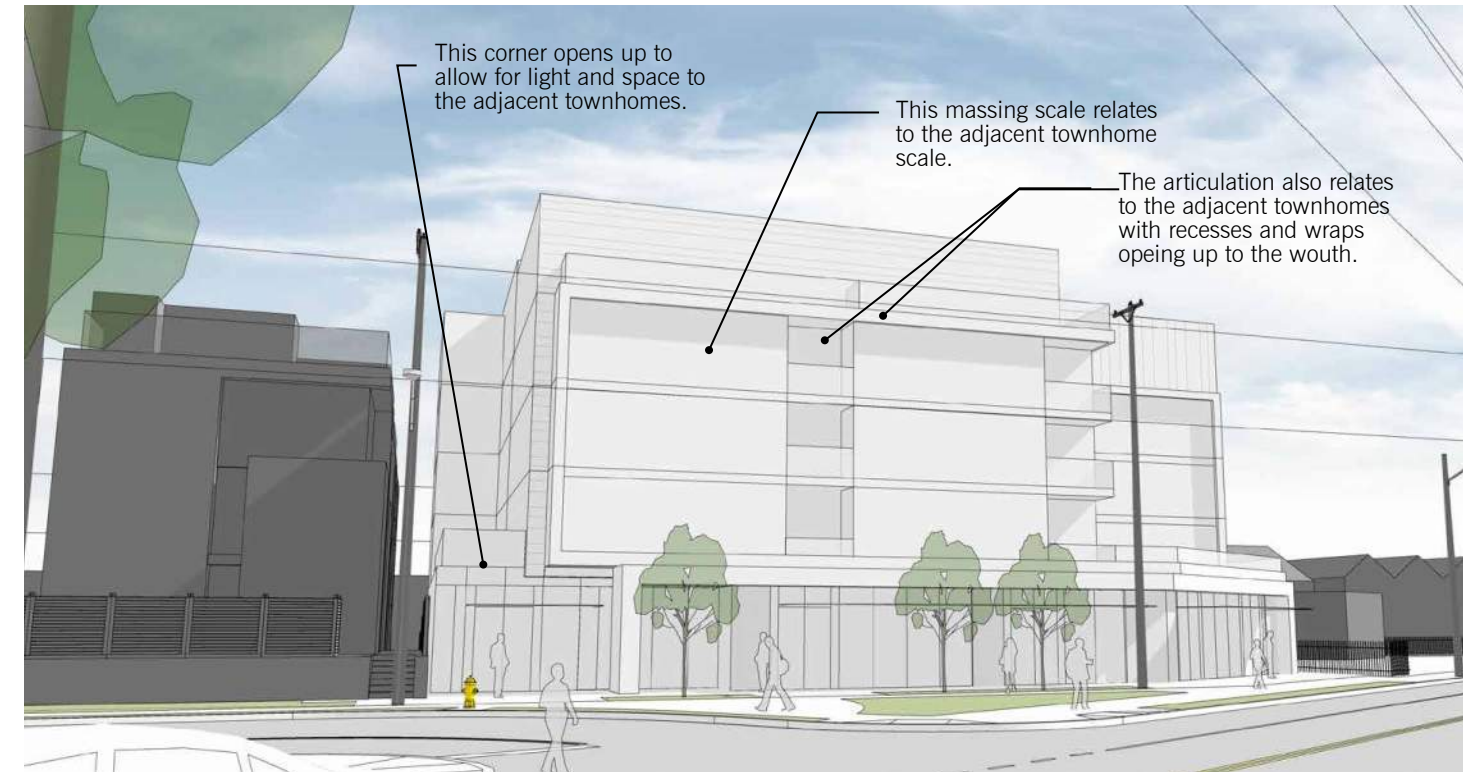 This corner opens up to
allow for light and space to
the adjacent townhomes.
This massing scale relates
to the adjacent townhome
scale.
The articulation also relates
to the adjacent townhomes
with recesses and wraps
opeing up to the wouth.